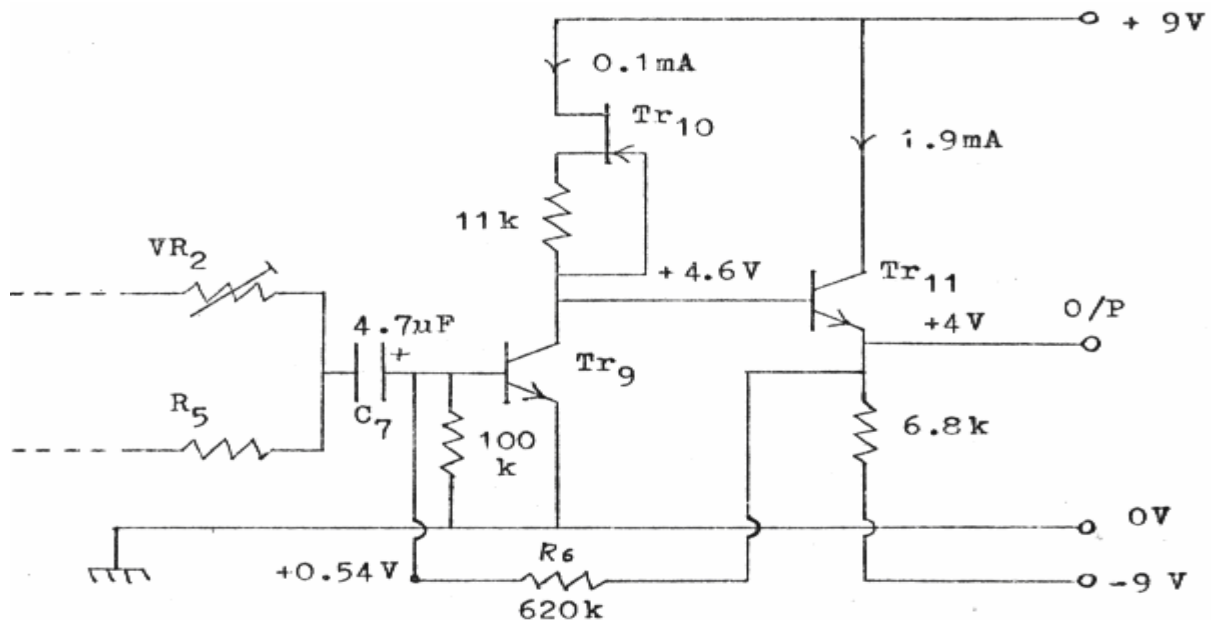 + 9V
0.1mA
Tr10
1.9mA
11k
VR2
+4.6V
Tr11
4.7µF
+
+4V
O/P
Tr9
R5
C7
100
k
6.8k
0V
R6
+0.54V
-9 V
620k